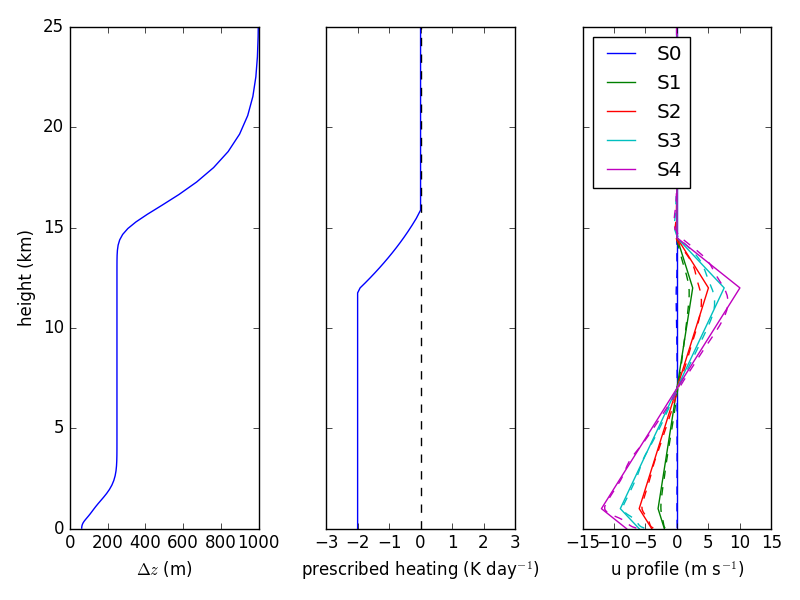 25
20
15
10
5
0
height (km)
0 200 400 600 800 1000
Δz (m)
−3 −2 −1 0 1 2 3
prescribed heating (K day⁻¹)
S0
S1
S2
S3
S4
−15 −10 −5 0 5 10 15
u profile (m s⁻¹)